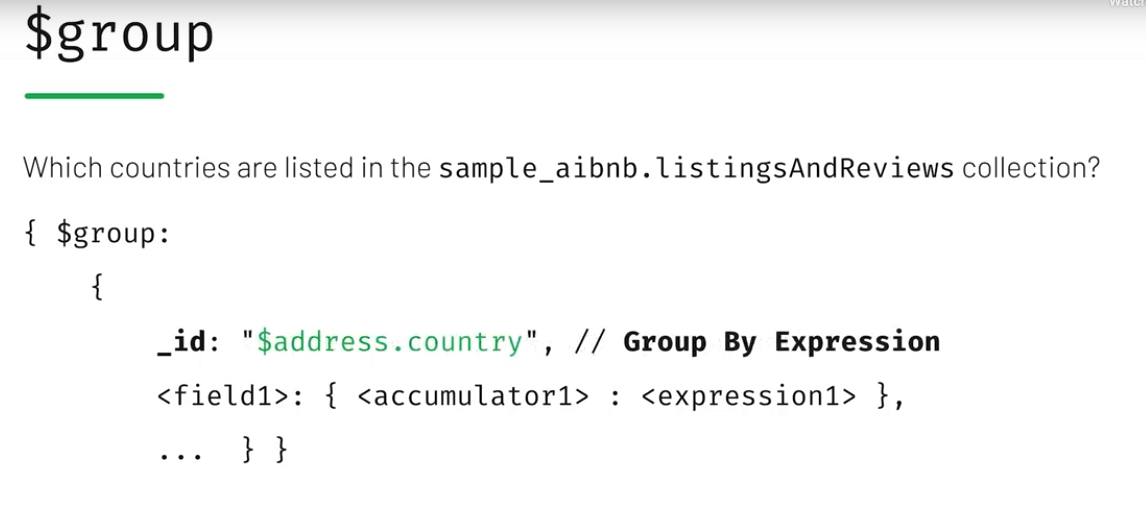 Watch
$group
Which countries are listed in the sample_aibnb.listingsAndReviews collection?
{ $group:
{
_id: "$address.country", // Group By Expression
<field1>: { <accumulator1> : <expression1> },
... } }